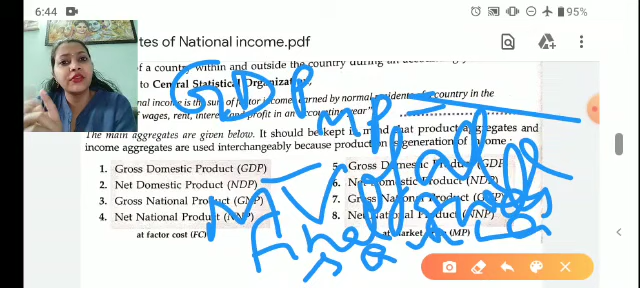 6:44
95%
tes of National income.pdf
of a country within and outside the country during an
to Central Statistical Organization,
nal income is the sum of factor incomes earned by normal residents of a country in the
of wages, rent, interest and profit in an accounting year"
The main aggregates are given below. It should be kept in mind that product aggregates and
income aggregates are used interchangeably because production generation of income :
1. Gross Domestic Product (GDP)
2. Net Domestic Product (NDP)
3. Gross National Product (GNP)
4. Net National Product (NNP)
at factor cost (FC)
5. Gross Domestic Product (GDP
6. Net Domestic Product (NDP)
7. Gross National Product
8. Net National Product (NNP)
at Market (MP)
GDP
MP
MV